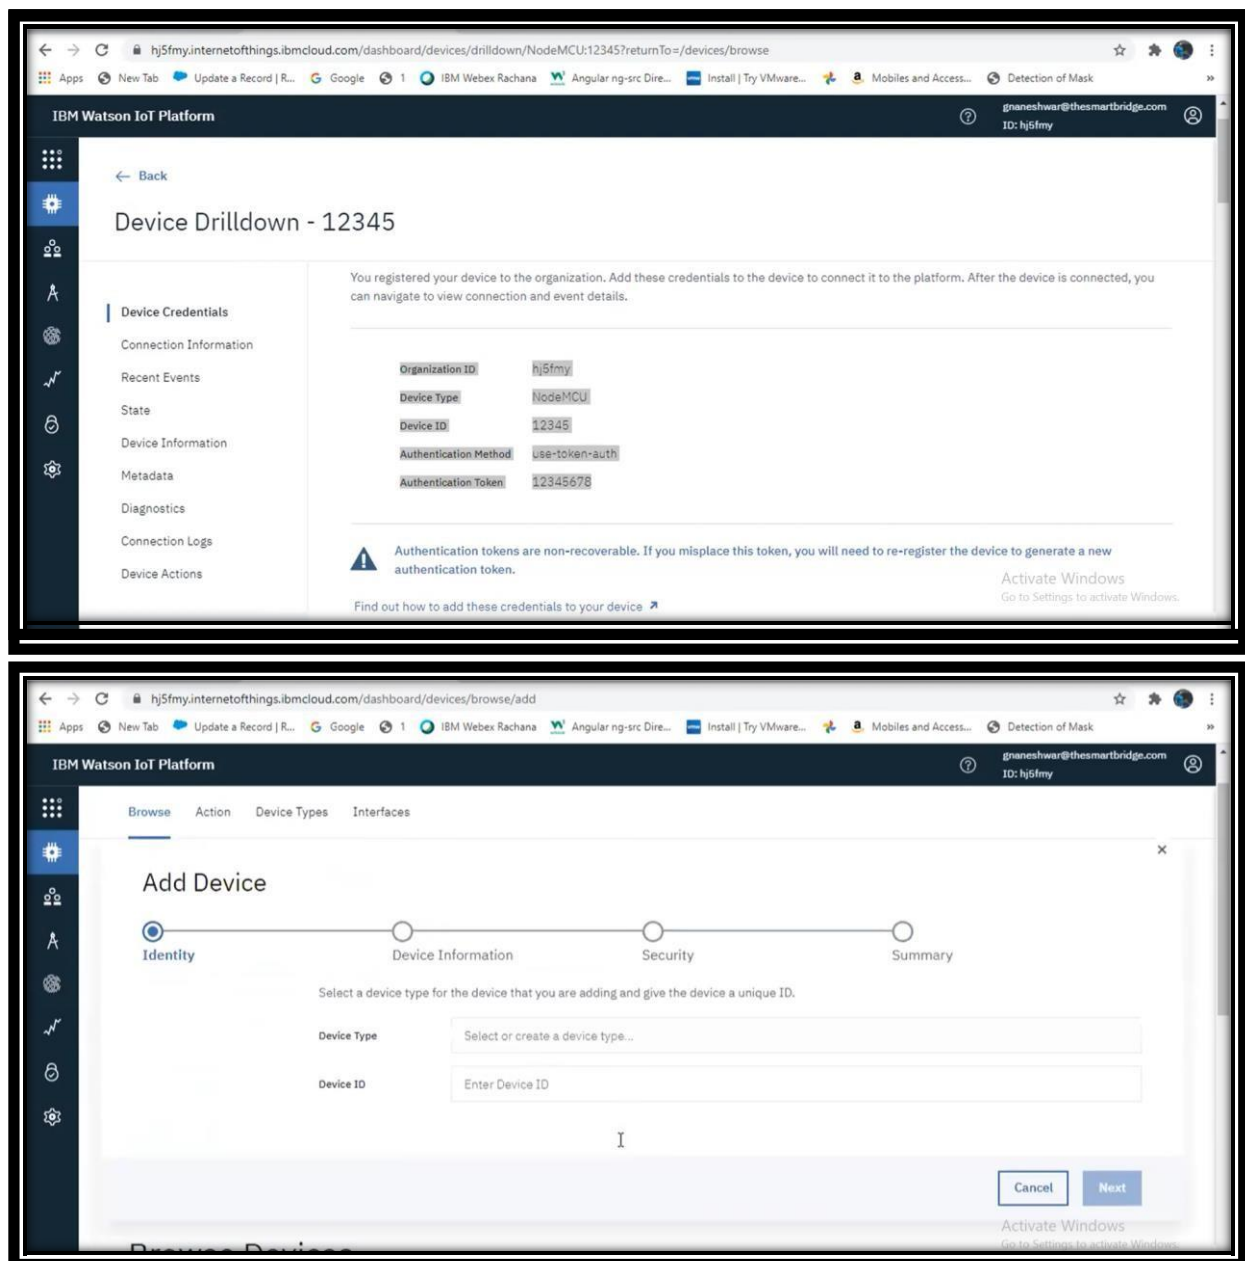 hj5fmy.internetofthings.ibmcloud.com/dashboard/devices/drilldown/NodeMCU:12345?returnTo=/devices/browse
Apps New Tab Update a Record | R... Google 1 IBM Webex Rachana Angular ng-src Dire... Install | Try VMware... Mobiles and Access... Detection of Mask »
IBM Watson IoT Platform
gnaneshwar@thesmartbridge.com
ID: hj5fmy
← Back
Device Drilldown - 12345
You registered your device to the organization. Add these credentials to the device to connect it to the platform. After the device is connected, you
can navigate to view connection and event details.
Device Credentials
Connection Information
Recent Events
State
Device Information
Metadata
Diagnostics
Connection Logs
Device Actions
Organization ID hj5fmy
Device Type NodeMCU
Device ID 12345
Authentication Method use-token-auth
Authentication Token 12345678
Authentication tokens are non-recoverable. If you misplace this token, you will need to re-register the device to generate a new
authentication token.
Find out how to add these credentials to your device
Activate Windows
Go to Settings to activate Windows.
hj5fmy.internetofthings.ibmcloud.com/dashboard/devices/browse/add
Apps New Tab Update a Record | R... Google 1 IBM Webex Rachana Angular ng-src Dire... Install | Try VMware... Mobiles and Access... Detection of Mask »
IBM Watson IoT Platform
gnaneshwar@thesmartbridge.com
ID: hj5fmy
Browse Action Device Types Interfaces
Add Device
Identity Device Information Security Summary
Select a device type for the device that you are adding and give the device a unique ID.
Device Type Select or create a device type...
Device ID Enter Device ID
Cancel Next
Activate Windows
Go to Settings to activate Windows.
Browse Devices